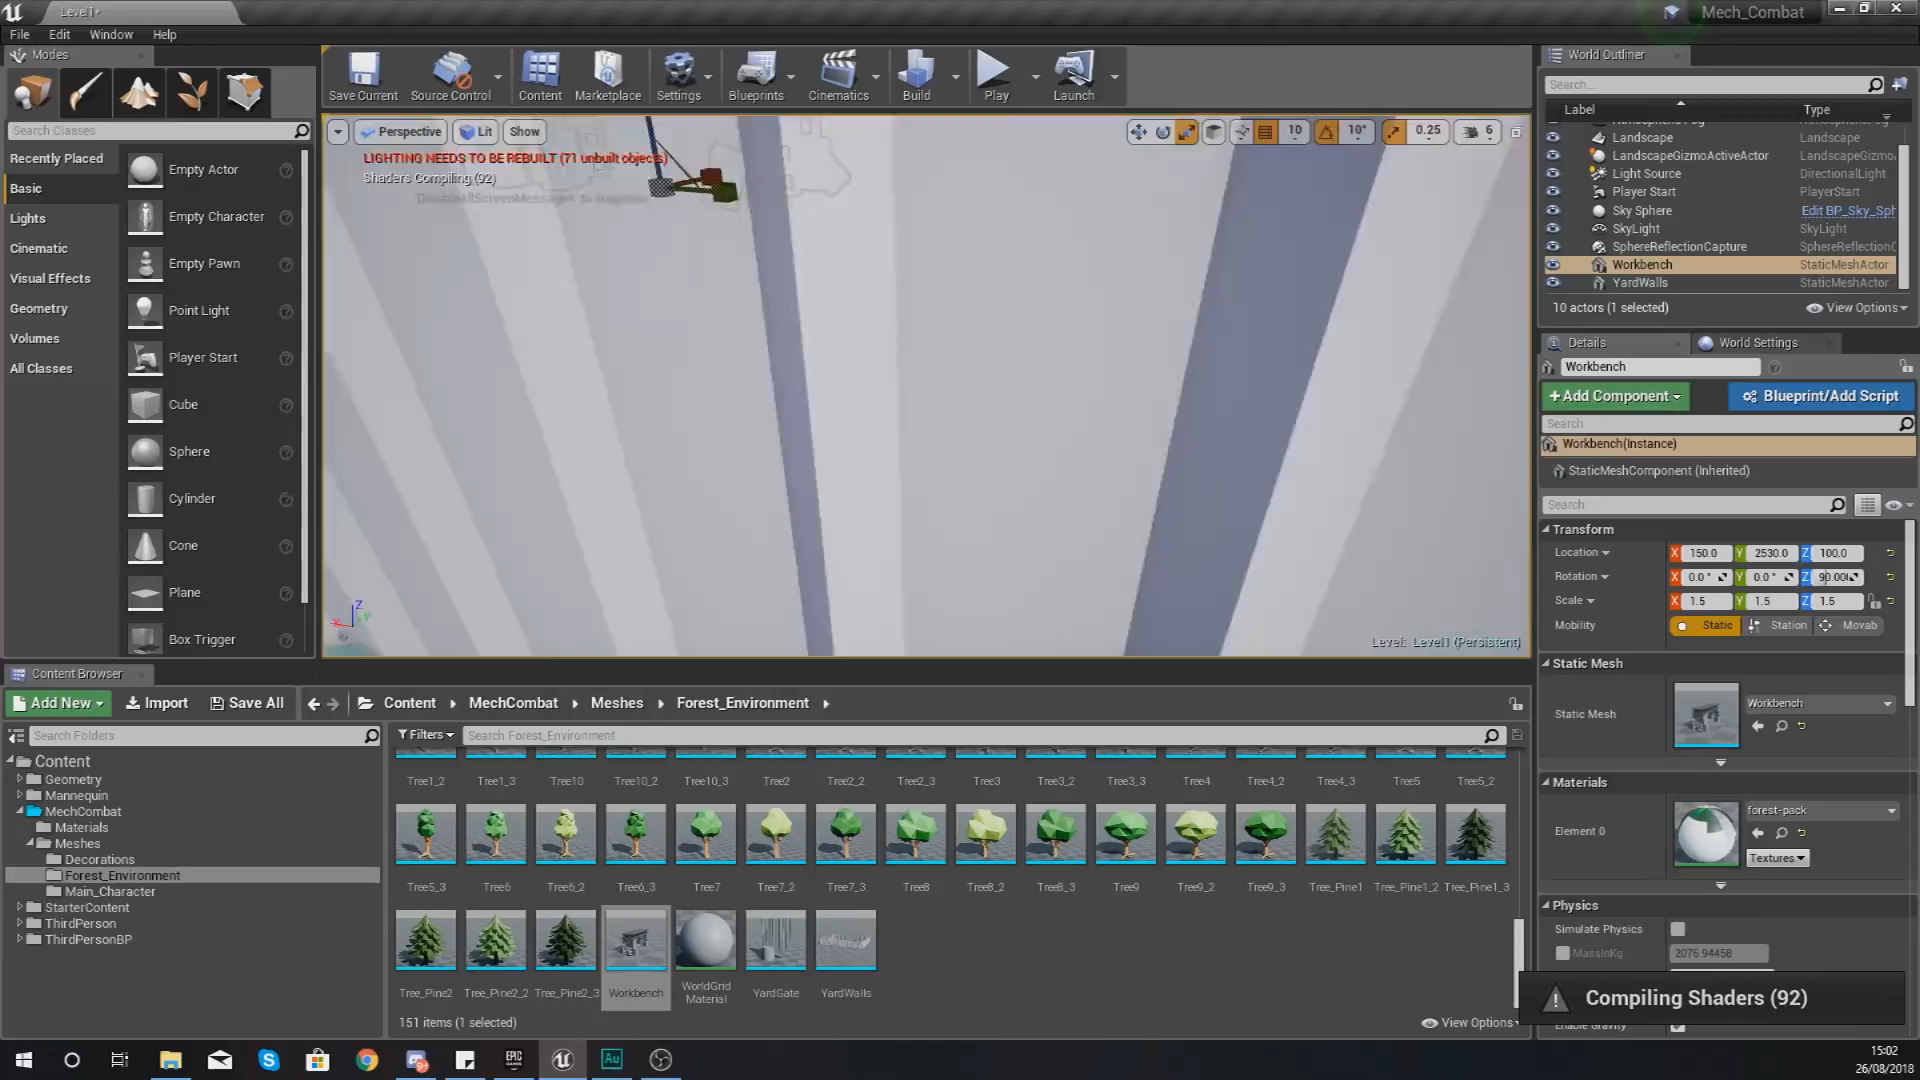 Level1*
Mech_Combat
File Edit Window Help
Modes
Search Classes
Recently Placed
Basic
Lights
Cinematic
Visual Effects
Geometry
Volumes
All Classes
Empty Actor
Empty Character
Empty Pawn
Point Light
Player Start
Cube
Sphere
Cylinder
Cone
Plane
Box Trigger
Save Current
Source Control
Content
Marketplace
Settings
Blueprints
Cinematics
Build
Play
Launch
Perspective Lit Show
10 10° 0.25 6
LIGHTING NEEDS TO BE REBUILT (71 unbuilt objects)
Shaders Compiling (92)
Level: Level1 (Persistent)
World Outliner
Search...
Label Type
Landscape Landscape
LandscapeGizmoActiveActor LandscapeGizmo
Light Source DirectionalLight
Player Start PlayerStart
Sky Sphere Edit BP_Sky_Sph
SkyLight SkyLight
SphereReflectionCapture SphereReflectionC
Workbench StaticMeshActor
YardWalls StaticMeshActor
10 actors (1 selected) View Options
Details World Settings
Workbench
+Add Component Blueprint/Add Script
Search
Workbench(Instance)
StaticMeshComponent (Inherited)
Search
Transform
Location X 150.0 Y 2530.0 Z 100.0
Rotation X 0.0 ° Y 0.0 ° Z 90.00
Scale X 1.5 Y 1.5 Z 1.5
Mobility Static Station Movab
Static Mesh
Static Mesh Workbench
Materials
Element 0 forest-pack
Textures
Physics
Simulate Physics
MassInKg 2076.94458
Enable Gravity
Compiling Shaders (92)
Content Browser
Add New Import Save All Content MechCombat Meshes Forest_Environment
Search Folders
Filters Search Forest_Environment
Content
Geometry
Mannequin
MechCombat
Materials
Meshes
Decorations
Forest_Environment
Main_Character
StarterContent
ThirdPerson
ThirdPersonBP
Tree1_2 Tree1_3 Tree10 Tree10_2 Tree10_3 Tree2 Tree2_2 Tree2_3 Tree3 Tree3_2 Tree3_3 Tree4 Tree4_2 Tree4_3 Tree5 Tree5_2
Tree5_3 Tree6 Tree6_2 Tree6_3 Tree7 Tree7_2 Tree7_3 Tree8 Tree8_2 Tree8_3 Tree9 Tree9_2 Tree9_3 Tree_Pine1 Tree_Pine1_2 Tree_Pine1_3
Tree_Pine2 Tree_Pine2_2 Tree_Pine2_3 Workbench WorldGrid Material YardGate YardWalls
151 items (1 selected)
View Options
EPIC GAMES
Au
15:02
26/08/2018